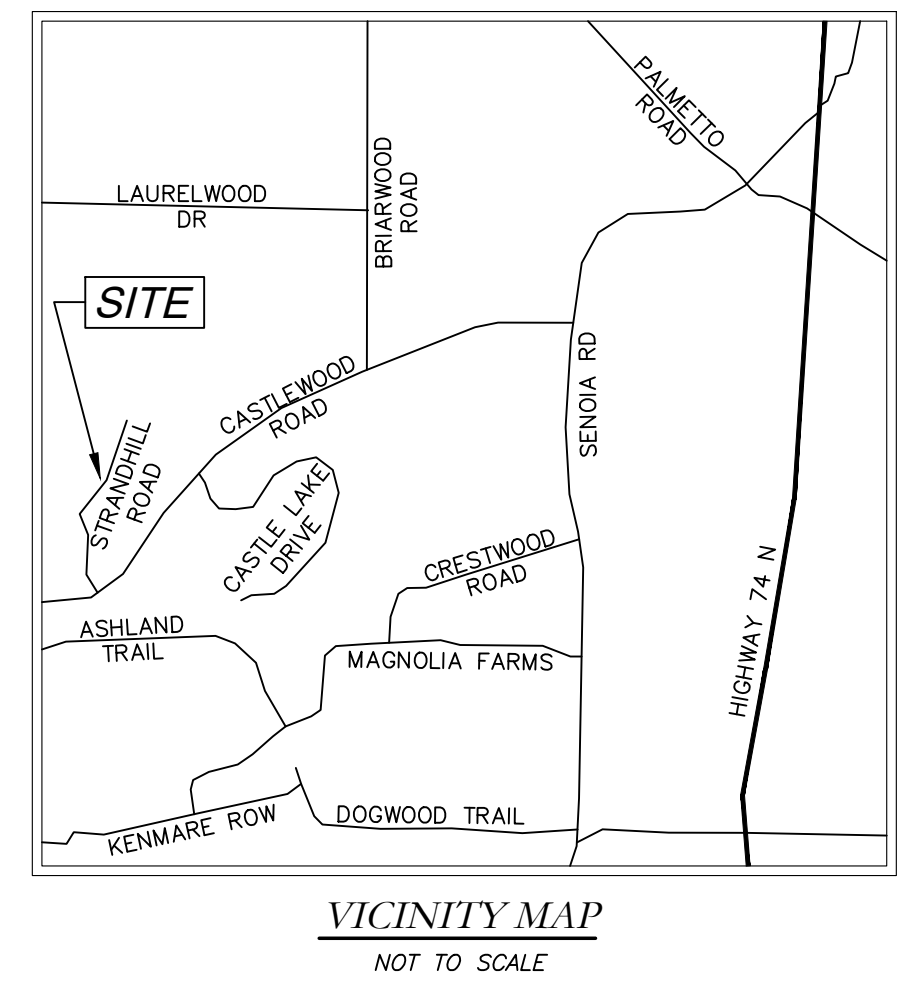 PALMETTO
ROAD
LAURELWOOD
DR
BRIARWOOD
ROAD
SITE
CASTLEWOOD
ROAD
SENOIA RD
STRANDHILL
ROAD
CASTLE LAKE
DRIVE
CRESTWOOD
ROAD
HIGHWAY 74 N
ASHLAND
TRAIL
MAGNOLIA FARMS
DOGWOOD TRAIL
KENMARE ROW
VICINITY MAP
NOT TO SCALE